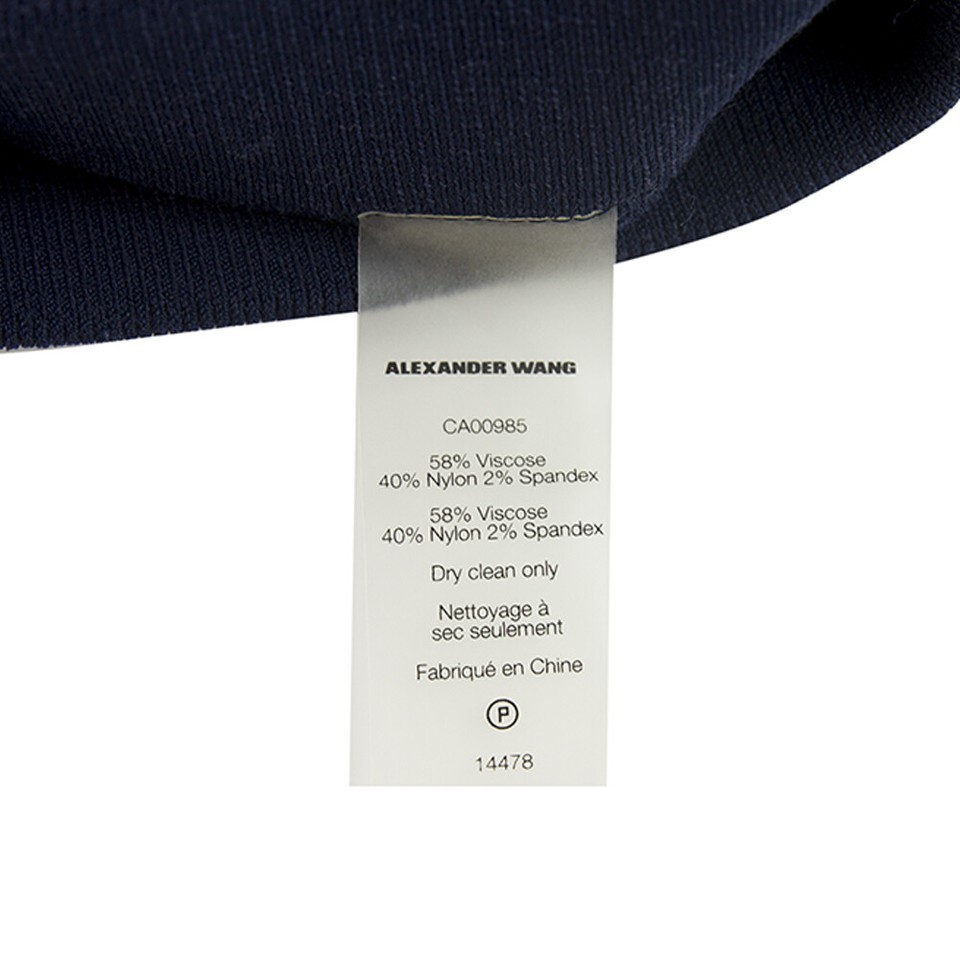 ALEXANDER WANG
CA00985
58% Viscose
40% Nylon 2% Spandex
58% Viscose
40% Nylon 2% Spandex
Dry clean only
Nettoyage à
sec seulement
Fabriqué en Chine
P
14478